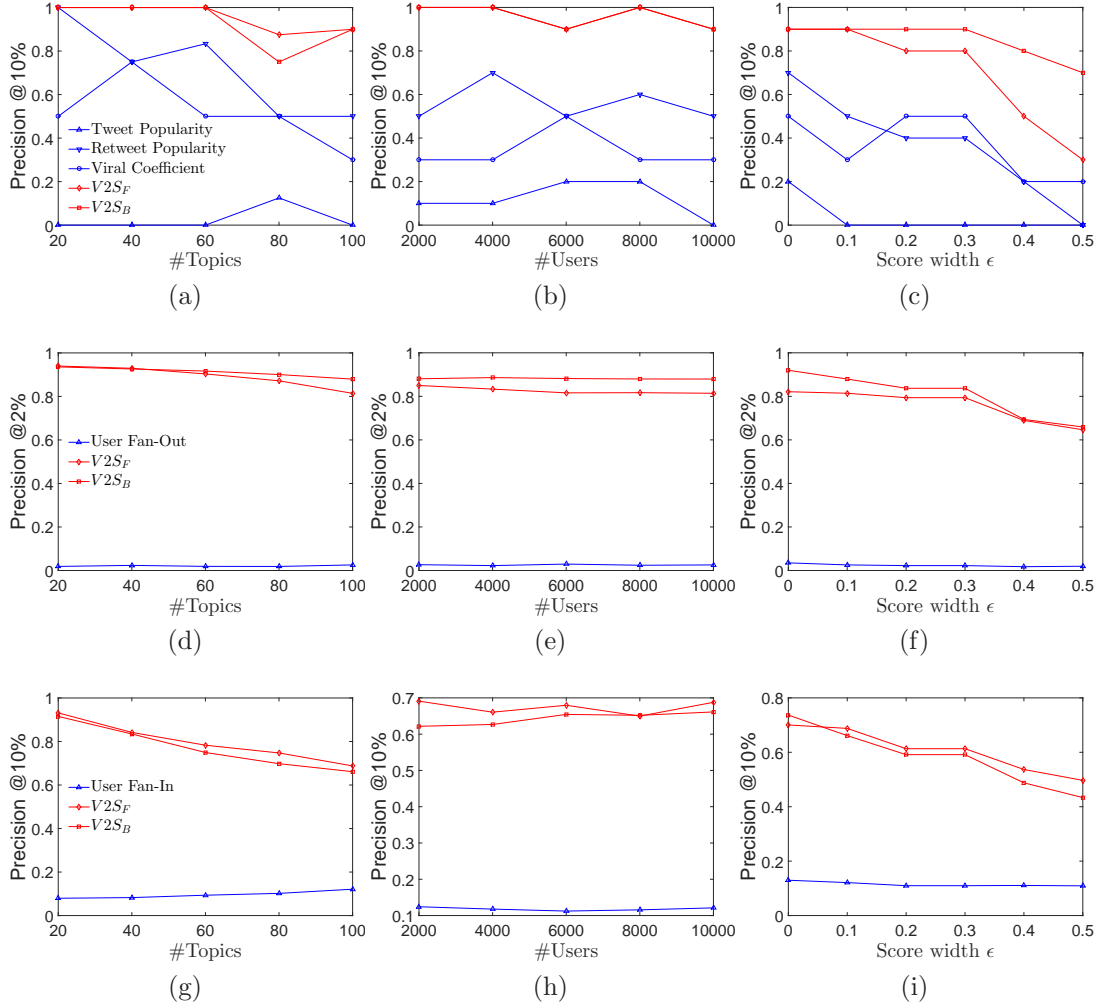 Precision @10%
1
0.8
0.6
0.4
0.2
0
Tweet Popularity
Retweet Popularity
Viral Coefficient
V2S_F
V2S_B
20 40 60 80 100
#Topics
(a)
Precision @10%
1
0.8
0.6
0.4
0.2
0
2000 4000 6000 8000 10000
#Users
(b)
Precision @10%
1
0.8
0.6
0.4
0.2
0
0 0.1 0.2 0.3 0.4 0.5
Score width ϵ
(c)
Precision @2%
1
0.8
0.6
0.4
0.2
0
User Fan-Out
V2S_F
V2S_B
20 40 60 80 100
#Topics
(d)
Precision @2%
1
0.8
0.6
0.4
0.2
0
2000 4000 6000 8000 10000
#Users
(e)
Precision @2%
1
0.8
0.6
0.4
0.2
0
0 0.1 0.2 0.3 0.4 0.5
Score width ϵ
(f)
Precision @10%
1
0.8
0.6
0.4
0.2
0
User Fan-In
V2S_F
V2S_B
20 40 60 80 100
#Topics
(g)
Precision @10%
0.7
0.6
0.5
0.4
0.3
0.2
0.1
2000 4000 6000 8000 10000
#Users
(h)
Precision @10%
0.8
0.6
0.4
0.2
0
0 0.1 0.2 0.3 0.4 0.5
Score width ϵ
(i)